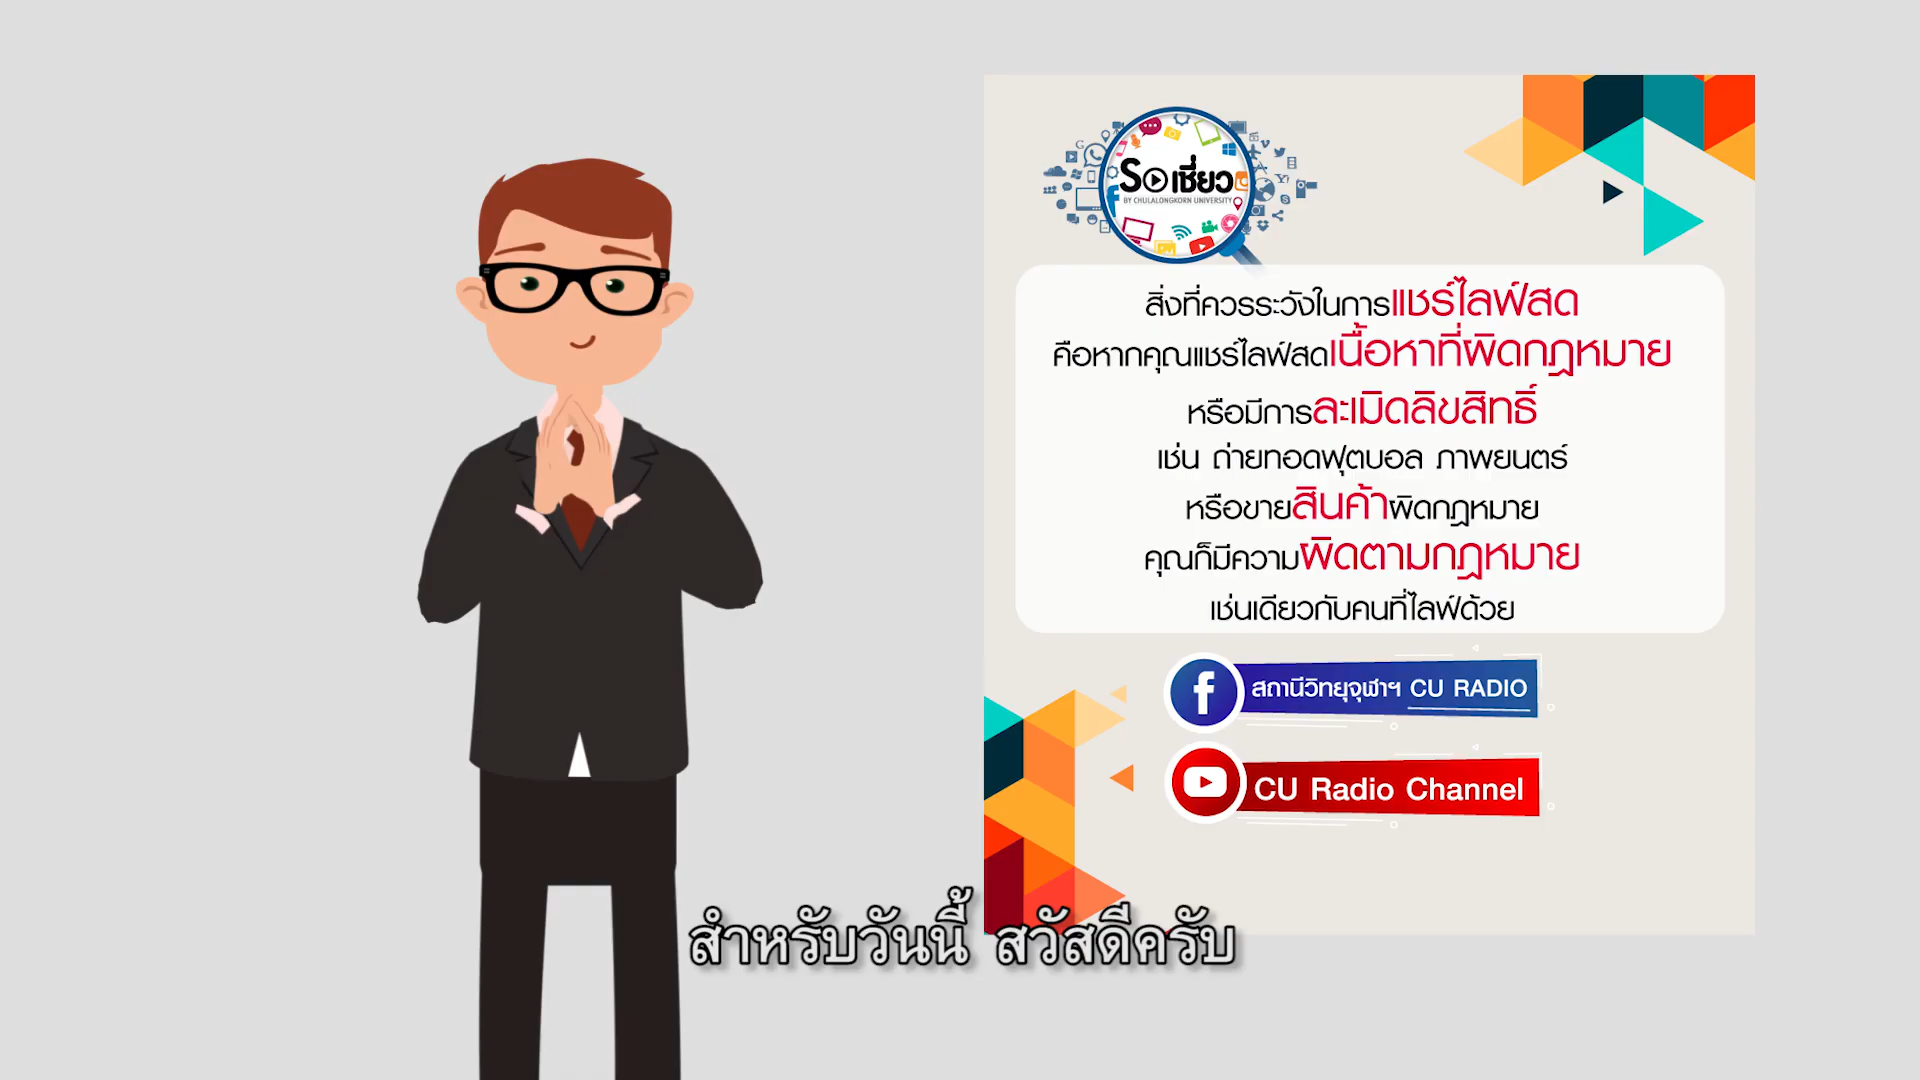 Soเชี่ยว
BY CHULALONGKORN UNIVERSITY
สิ่งที่ควรระวังในการแชร์ไลฟ์สด
คือหากคุณแชร์ไลฟ์สดเนื้อหาที่ผิดกฎหมาย
หรือมีการละเมิดลิขสิทธิ์
เช่น ถ่ายทอดฟุตบอล ภาพยนตร์
หรือขายสินค้าผิดกฎหมาย
คุณก็มีความผิดตามกฎหมาย
เช่นเดียวกับคนที่ไลฟ์ด้วย
สถานีวิทยุจุฬาฯ CU RADIO
CU Radio Channel
สำหรับวันนี้ สวัสดีครับ